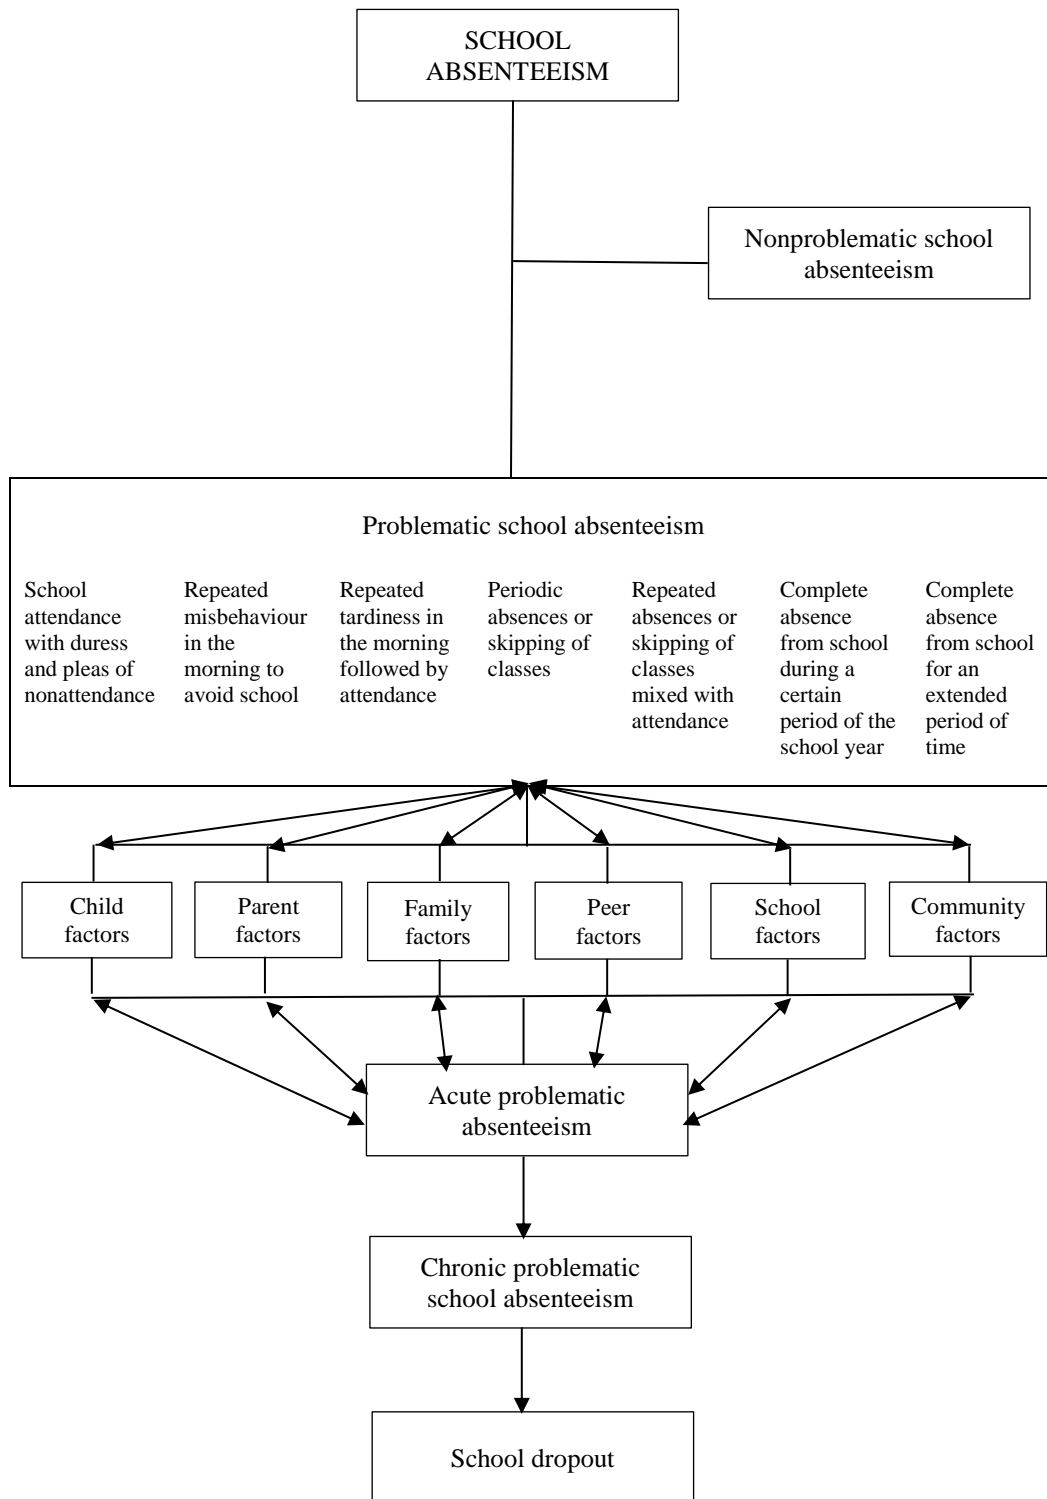 SCHOOL
ABSENTEEISM
Nonproblematic school
absenteeism
Problematic school absenteeism
School
attendance
with duress
and pleas of
nonattendance
Repeated
misbehaviour
in the
morning to
avoid school
Repeated
tardiness in
the morning
followed by
attendance
Periodic
absences or
skipping of
classes
Repeated
absences or
skipping of
classes
mixed with
attendance
Complete
absence
from school
during a
certain
period of the
school year
Complete
absence
from school
for an
extended
period of
time
Child
factors
Parent
factors
Family
factors
Peer
factors
School
factors
Community
factors
Acute problematic
absenteeism
Chronic problematic
school absenteeism
School dropout